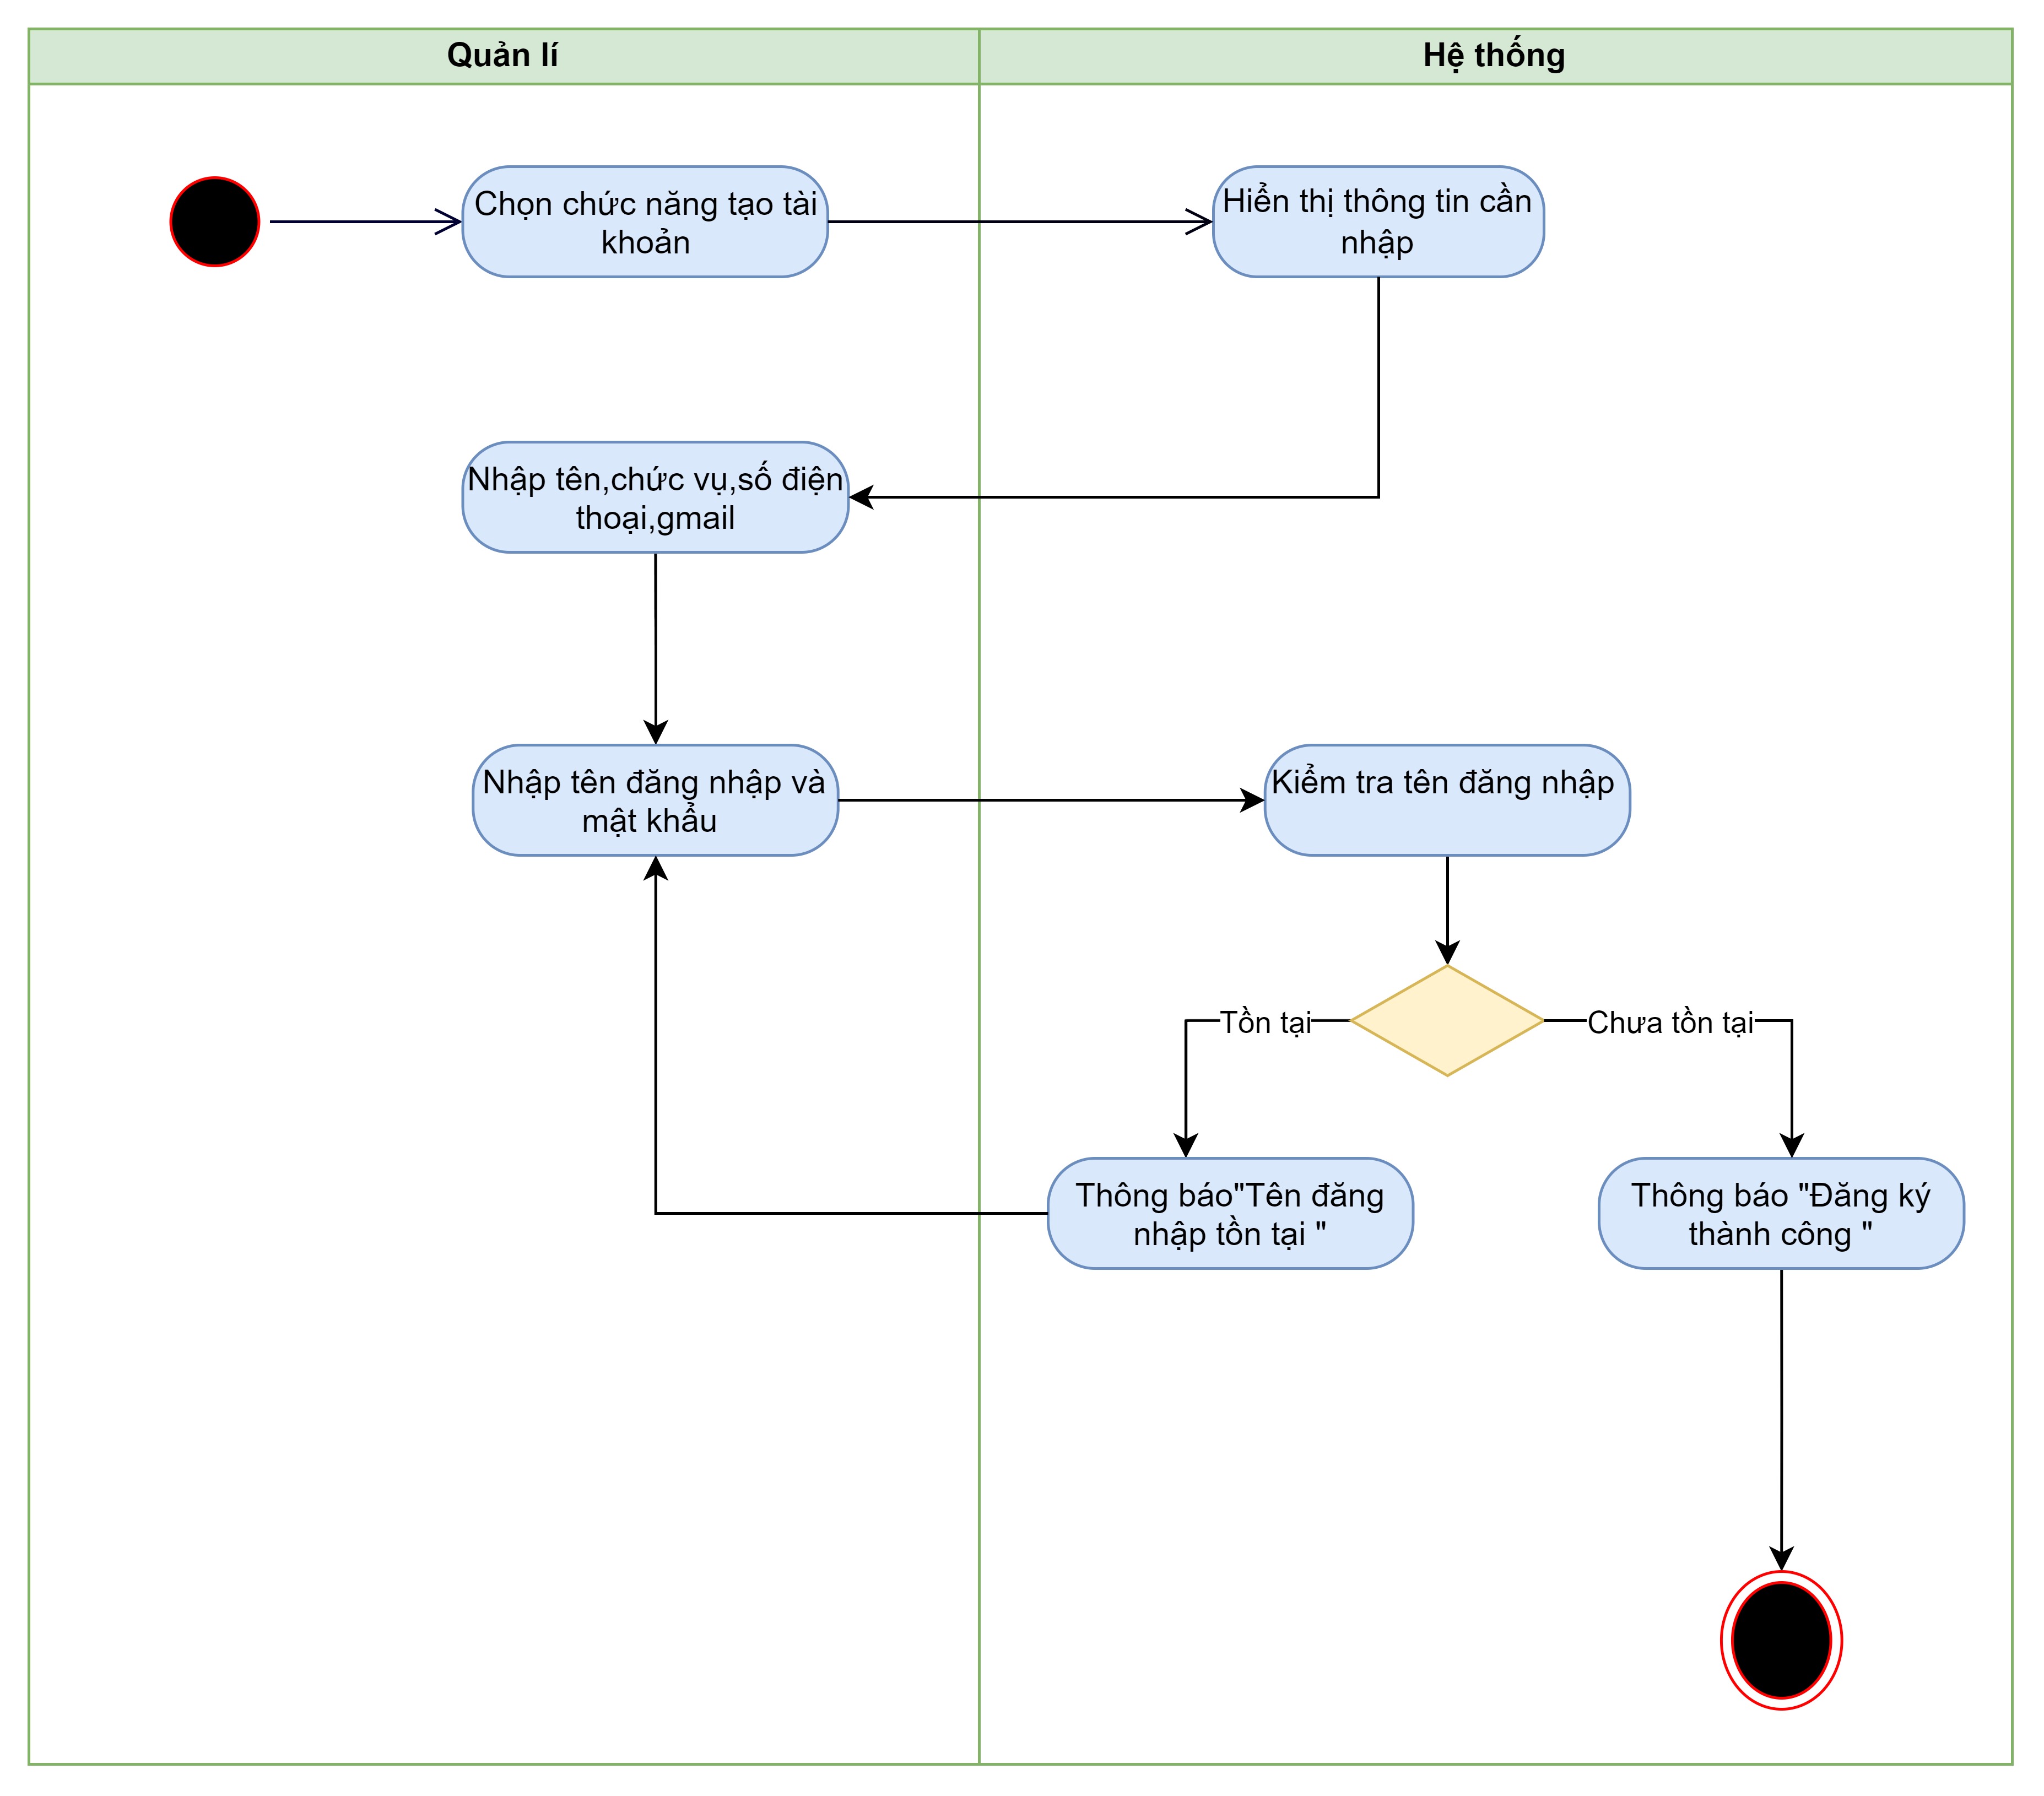 Quản lí
Hệ thống
Chọn chức năng tạo tài
khoản
Hiển thị thông tin cần
nhập
Nhập tên,chức vụ,số điện
thoại,gmail
Nhập tên đăng nhập và
mật khẩu
Kiểm tra tên đăng nhập
Tồn tại
Chưa tồn tại
Thông báo"Tên đăng
nhập tồn tại "
Thông báo "Đăng ký
thành công "